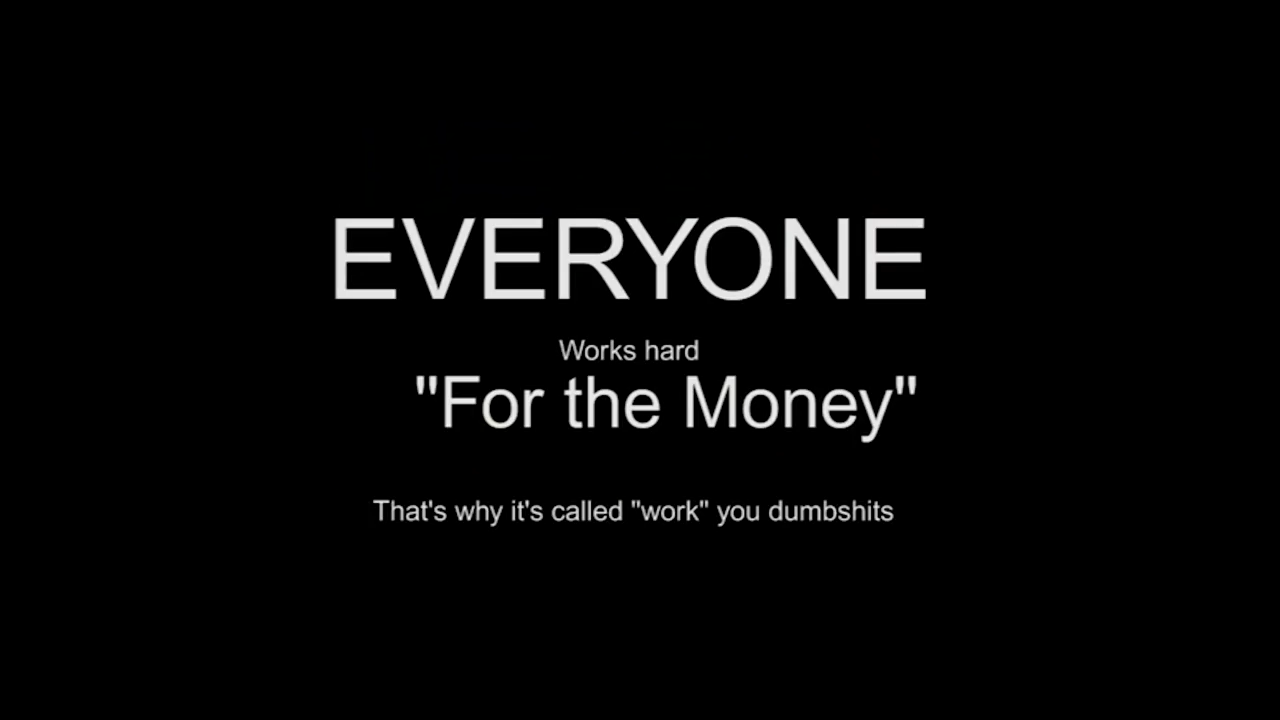 EVERYONE
Works hard
"For the Money"
That's why it's called "work" you dumbshits